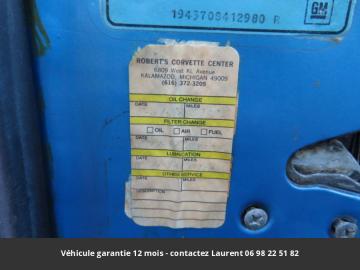 194370S412980 R
GM
ROBERT'S CORVETTE CENTER
6809 West KL Avenue
KALAMAZOO, MICHIGAN 49009
(616) 372-3209
OIL CHANGE
DATE MILES
FILTER CHANGE
OIL AIR FUEL
DATE MILES
LUBRICATION
DATE MILES
OTHER SERVICE
DATE MILES
DESCRIPTION
Véhicule garantie 12 mois - contactez Laurent 06 98 22 51 82